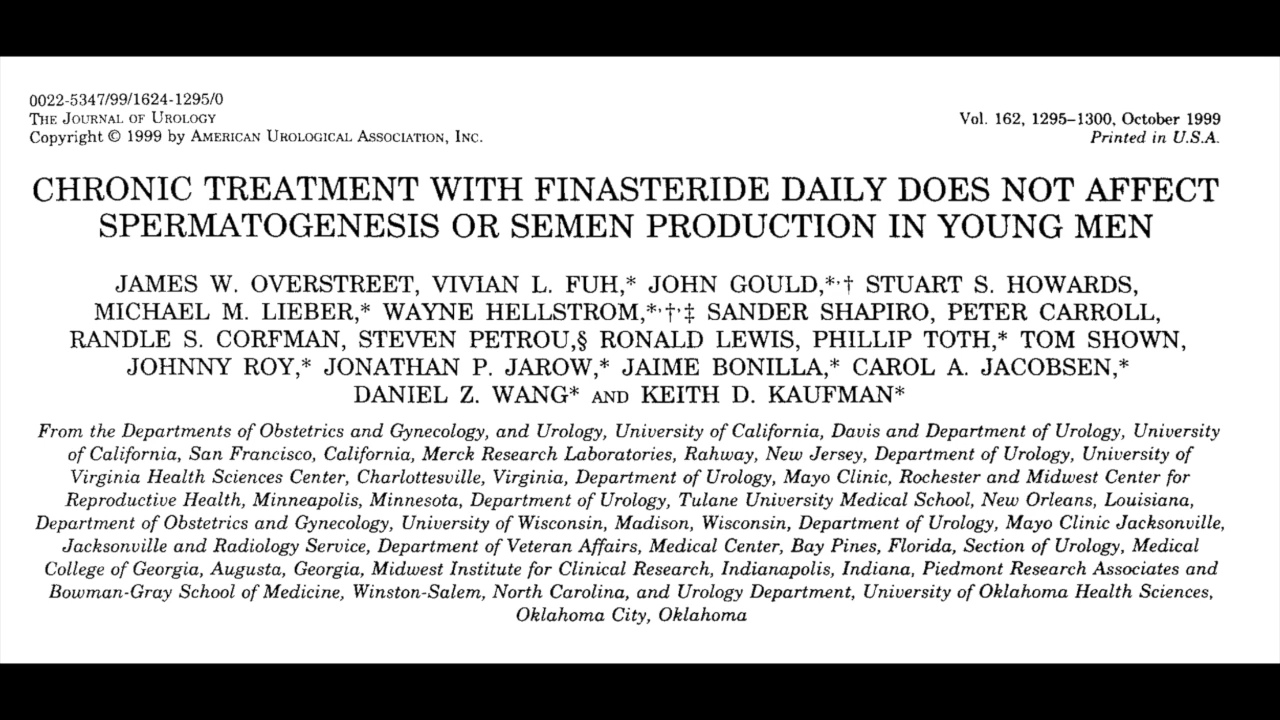 0022-5347/99/1624-1295/0
THE JOURNAL OF UROLOGY
Copyright © 1999 by AMERICAN UROLOGICAL ASSOCIATION, INC.
Vol. 162, 1295–1300, October 1999
Printed in U.S.A.
CHRONIC TREATMENT WITH FINASTERIDE DAILY DOES NOT AFFECT
SPERMATOGENESIS OR SEMEN PRODUCTION IN YOUNG MEN
JAMES W. OVERSTREET, VIVIAN L. FUH,* JOHN GOULD,*,† STUART S. HOWARDS,
MICHAEL M. LIEBER,* WAYNE HELLSTROM,*,†,‡ SANDER SHAPIRO, PETER CARROLL,
RANDLE S. CORFMAN, STEVEN PETROU,§ RONALD LEWIS, PHILLIP TOTH,* TOM SHOWN,
JOHNNY ROY,* JONATHAN P. JAROW,* JAIME BONILLA,* CAROL A. JACOBSEN,*
DANIEL Z. WANG* AND KEITH D. KAUFMAN*
From the Departments of Obstetrics and Gynecology, and Urology, University of California, Davis and Department of Urology, University
of California, San Francisco, California, Merck Research Laboratories, Rahway, New Jersey, Department of Urology, University of
Virginia Health Sciences Center, Charlottesville, Virginia, Department of Urology, Mayo Clinic, Rochester and Midwest Center for
Reproductive Health, Minneapolis, Minnesota, Department of Urology, Tulane University Medical School, New Orleans, Louisiana,
Department of Obstetrics and Gynecology, University of Wisconsin, Madison, Wisconsin, Department of Urology, Mayo Clinic Jacksonville,
Jacksonville and Radiology Service, Department of Veteran Affairs, Medical Center, Bay Pines, Florida, Section of Urology, Medical
College of Georgia, Augusta, Georgia, Midwest Institute for Clinical Research, Indianapolis, Indiana, Piedmont Research Associates and
Bowman-Gray School of Medicine, Winston-Salem, North Carolina, and Urology Department, University of Oklahoma Health Sciences,
Oklahoma City, Oklahoma